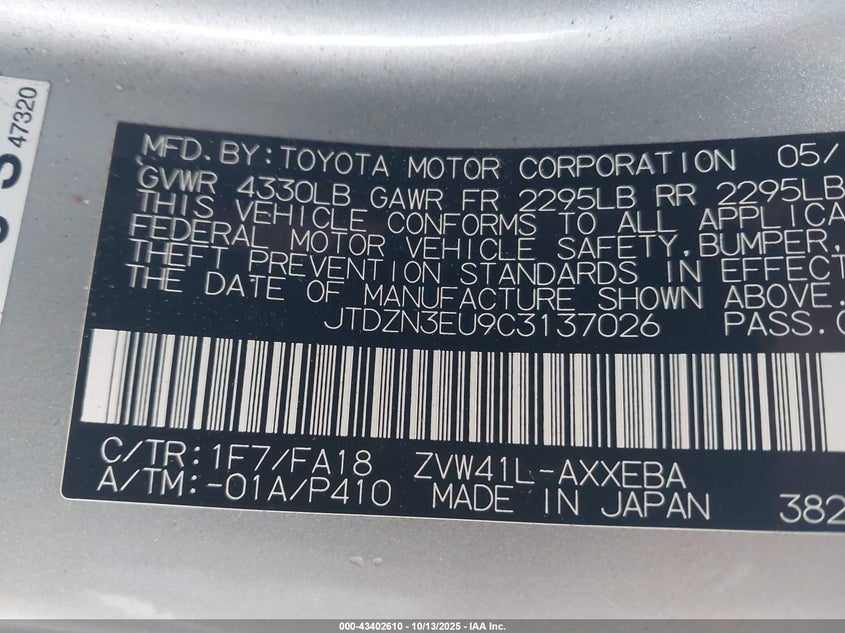 47320
MFD. BY: TOYOTA MOTOR CORPORATION 05/
GVWR 4330LB GAWR FR 2295LB RR 2295LB
THIS VEHICLE CONFORMS TO ALL APPLICA
FEDERAL MOTOR VEHICLE SAFETY, BUMPER,
THEFT PREVENTION STANDARDS IN EFFECT
THE DATE OF MANUFACTURE SHOWN ABOVE.
JTDZN3EU9C3137026 PASS.
C/TR: 1F7/FA18 ZVW41L-AXXEBA
A/TM: -01A/P410 MADE IN JAPAN 382
000-43402610 - 10/13/2025 - IAA Inc.